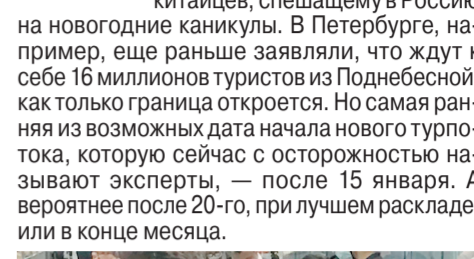 китайцев, спешащему в Россию
на новогодние каникулы. В Петербурге, на-
пример, еще раньше заявляли, что ждут к
себе 16 миллионов туристов из Поднебесной,
как только граница откроется. Но самая ран-
няя из возможных дата начала нового турпо-
тока, которую сейчас с осторожностью на-
зывают эксперты, — после 15 января. А
вероятнее после 20-го, при лучшем раскладе,
или в конце месяца.